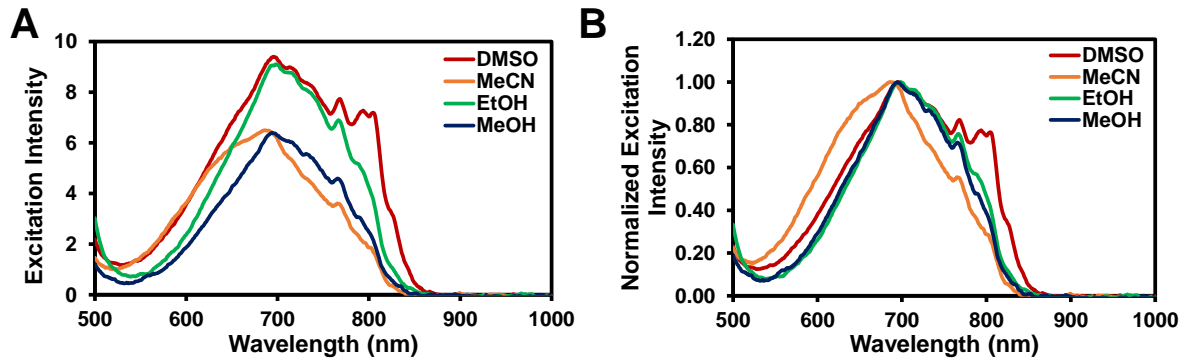 A
Excitation Intensity
10
8
6
4
2
0
DMSO
MeCN
EtOH
MeOH
500 600 700 800 900 1000
Wavelength (nm)
B
Normalized Excitation
Intensity
1.20
1.00
0.80
0.60
0.40
0.20
0.00
DMSO
MeCN
EtOH
MeOH
500 600 700 800 900 1000
Wavelength (nm)